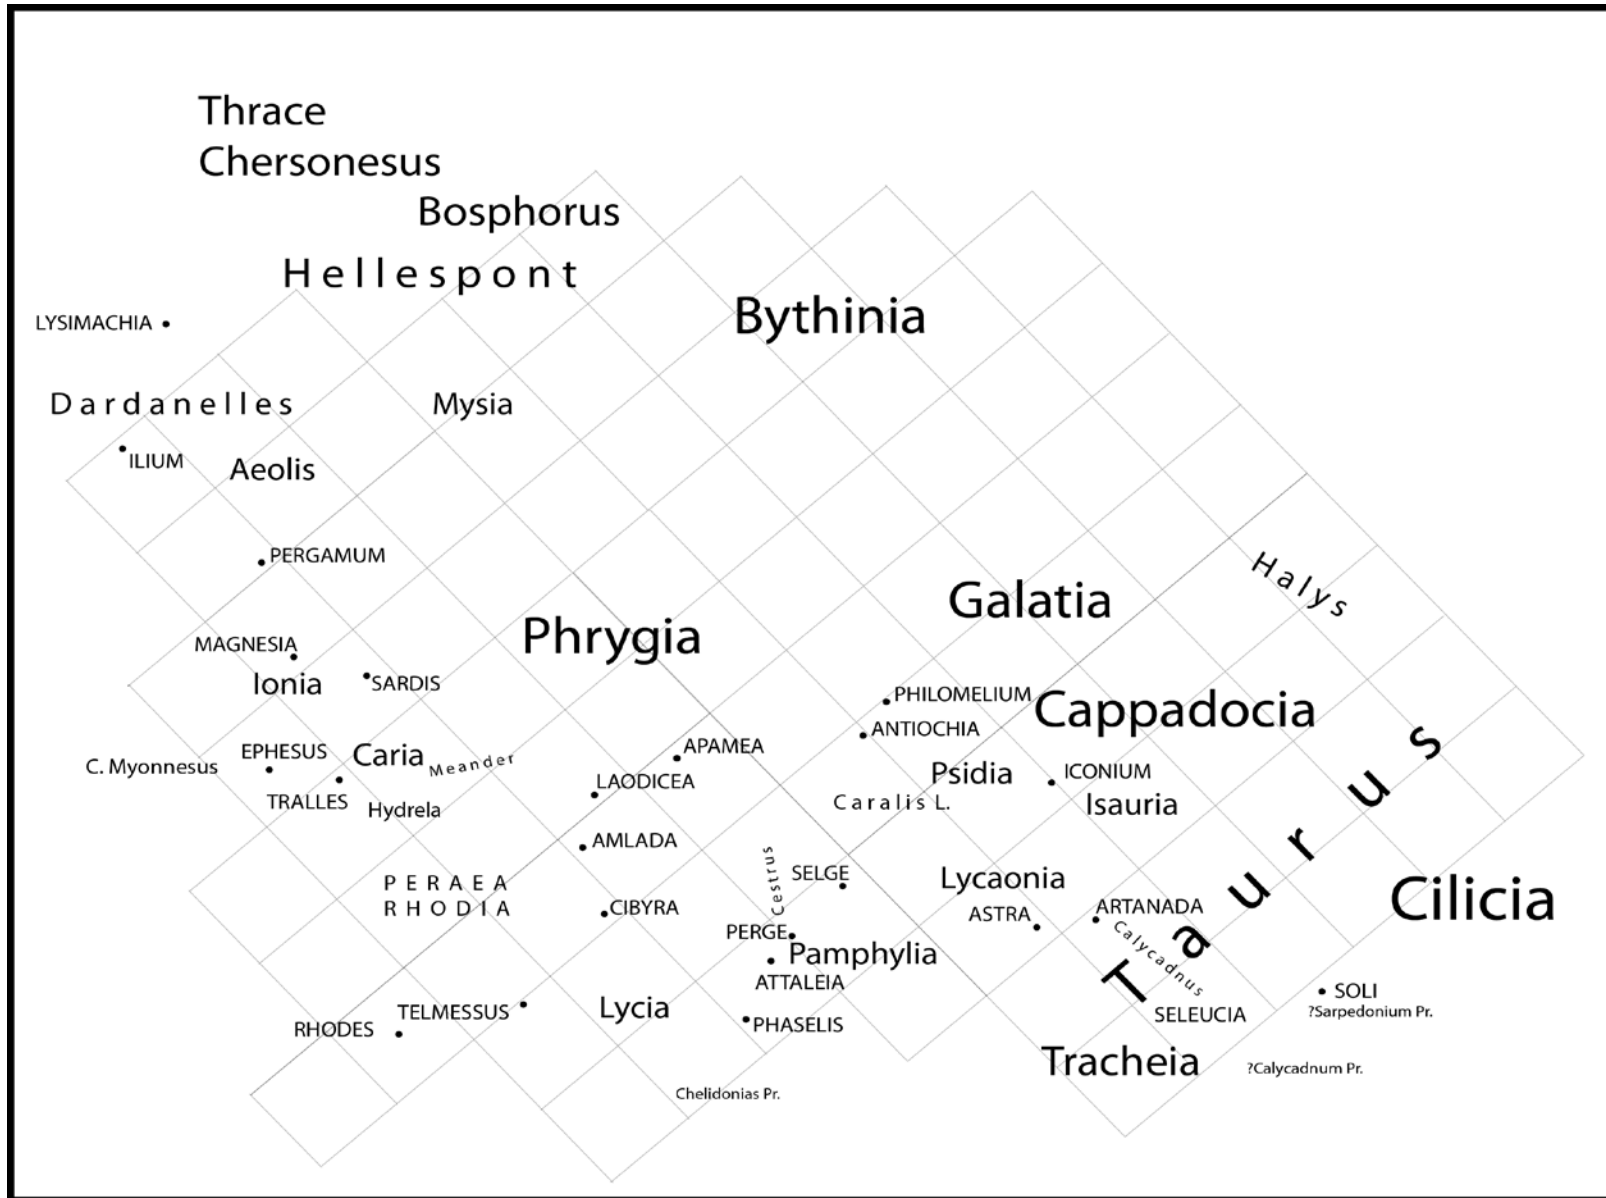 Thrace
Chersonesus
Bosphorus
Hellespont
Bythinia
LYSIMACHIA
Dardanelles
Mysia
ILIUM
Aeolis
PERGAMUM
Halys
Galatia
Phrygia
MAGNESIA
Ionia
SARDIS
PHILOMELIUM
Cappadocia
ANTIOCHIA
EPHESUS
Caria
Meander
APAMEA
C. Myonnesus
Psidia
ICONIUM
LAODICEA
TRALLES
Hydrela
Caralis L.
Isauria
Taurus
AMLADA
Cestrus
SELGE
Lycaonia
PERAEA
RHODIA
CIBYRA
ASTRA
ARTANADA
Cilicia
PERGE
Pamphylia
Calycadnus
ATTALEIA
SOLI
TELMESSUS
Lycia
SELEUCIA
?Sarpedonium Pr.
RHODES
PHASELIS
Tracheia
?Calycadnum Pr.
Chelidonias Pr.